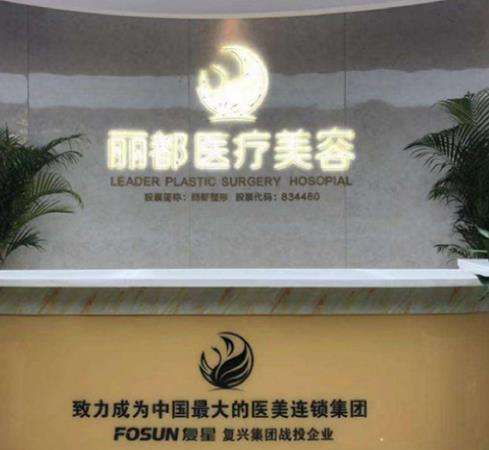 丽都医疗美容
LEADER PLASTIC SURGERY HOSOPIAL
股票简称：丽都整形 股票代码：834480
致力成为中国最大的医美连锁集团
FOSUN 复星 复兴集团战投企业